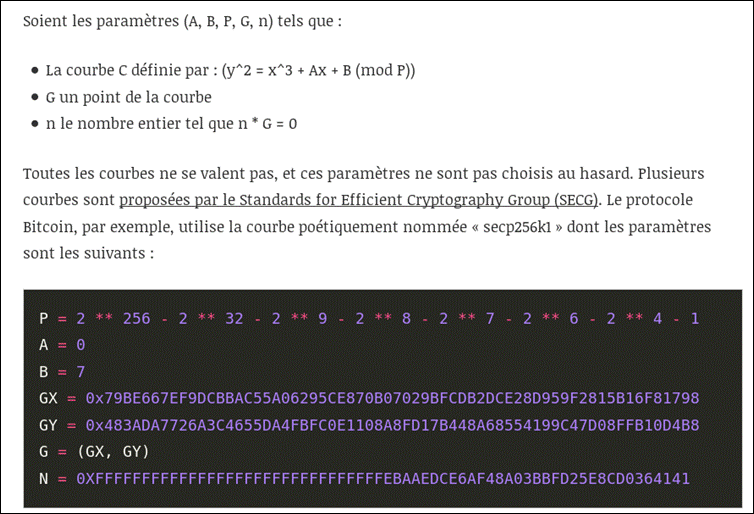 Soient les paramètres (A, B, P, G, n) tels que :
● La courbe C définie par : (y^2 = x^3 + Ax + B (mod P))
● G un point de la courbe
● n le nombre entier tel que n * G = 0
Toutes les courbes ne se valent pas, et ces paramètres ne sont pas choisis au hasard. Plusieurs
courbes sont proposées par le Standards for Efficient Cryptography Group (SECG). Le protocole
Bitcoin, par exemple, utilise la courbe poétiquement nommée « secp256k1 » dont les paramètres
sont les suivants :
P = 2 ** 256 - 2 ** 32 - 2 ** 9 - 2 ** 8 - 2 ** 7 - 2 ** 6 - 2 ** 4 - 1
A = 0
B = 7
GX = 0x79BE667EF9DCBBAC55A06295CE870B07029BFCDB2DCE28D959F2815B16F81798
GY = 0x483ADA7726A3C4655DA4FBFC0E1108A8FD17B448A68554199C47D08FFB10D4B8
G = (GX, GY)
N = 0XFFFFFFFFFFFFFFFFFFFFFFFFFFFFFFFEBAAEDCE6AF48A03BBFD25E8CD0364141